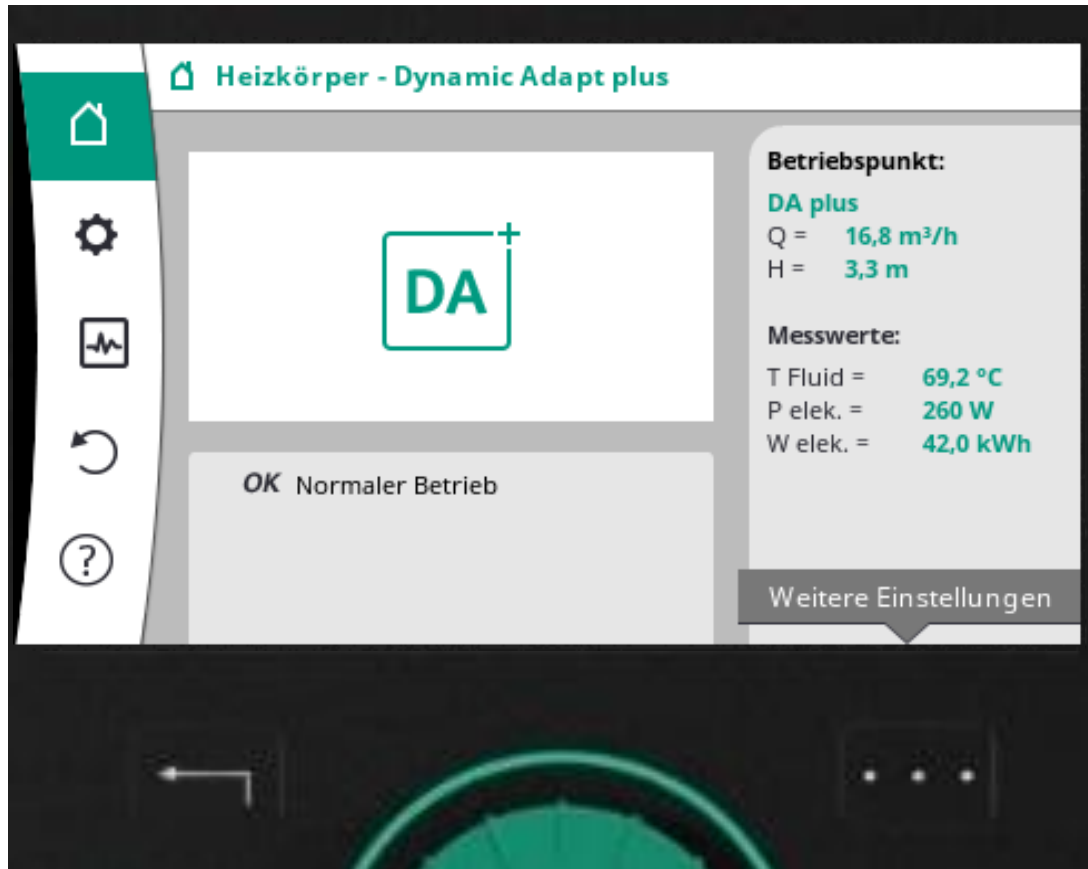 Heizkörper - Dynamic Adapt plus
DA
Betriebspunkt:
DA plus
Q = 16,8 m³/h
H = 3,3 m
Messwerte:
T Fluid = 69,2 °C
P elek. = 260 W
W elek. = 42,0 kWh
OK Normaler Betrieb
Weitere Einstellungen
?